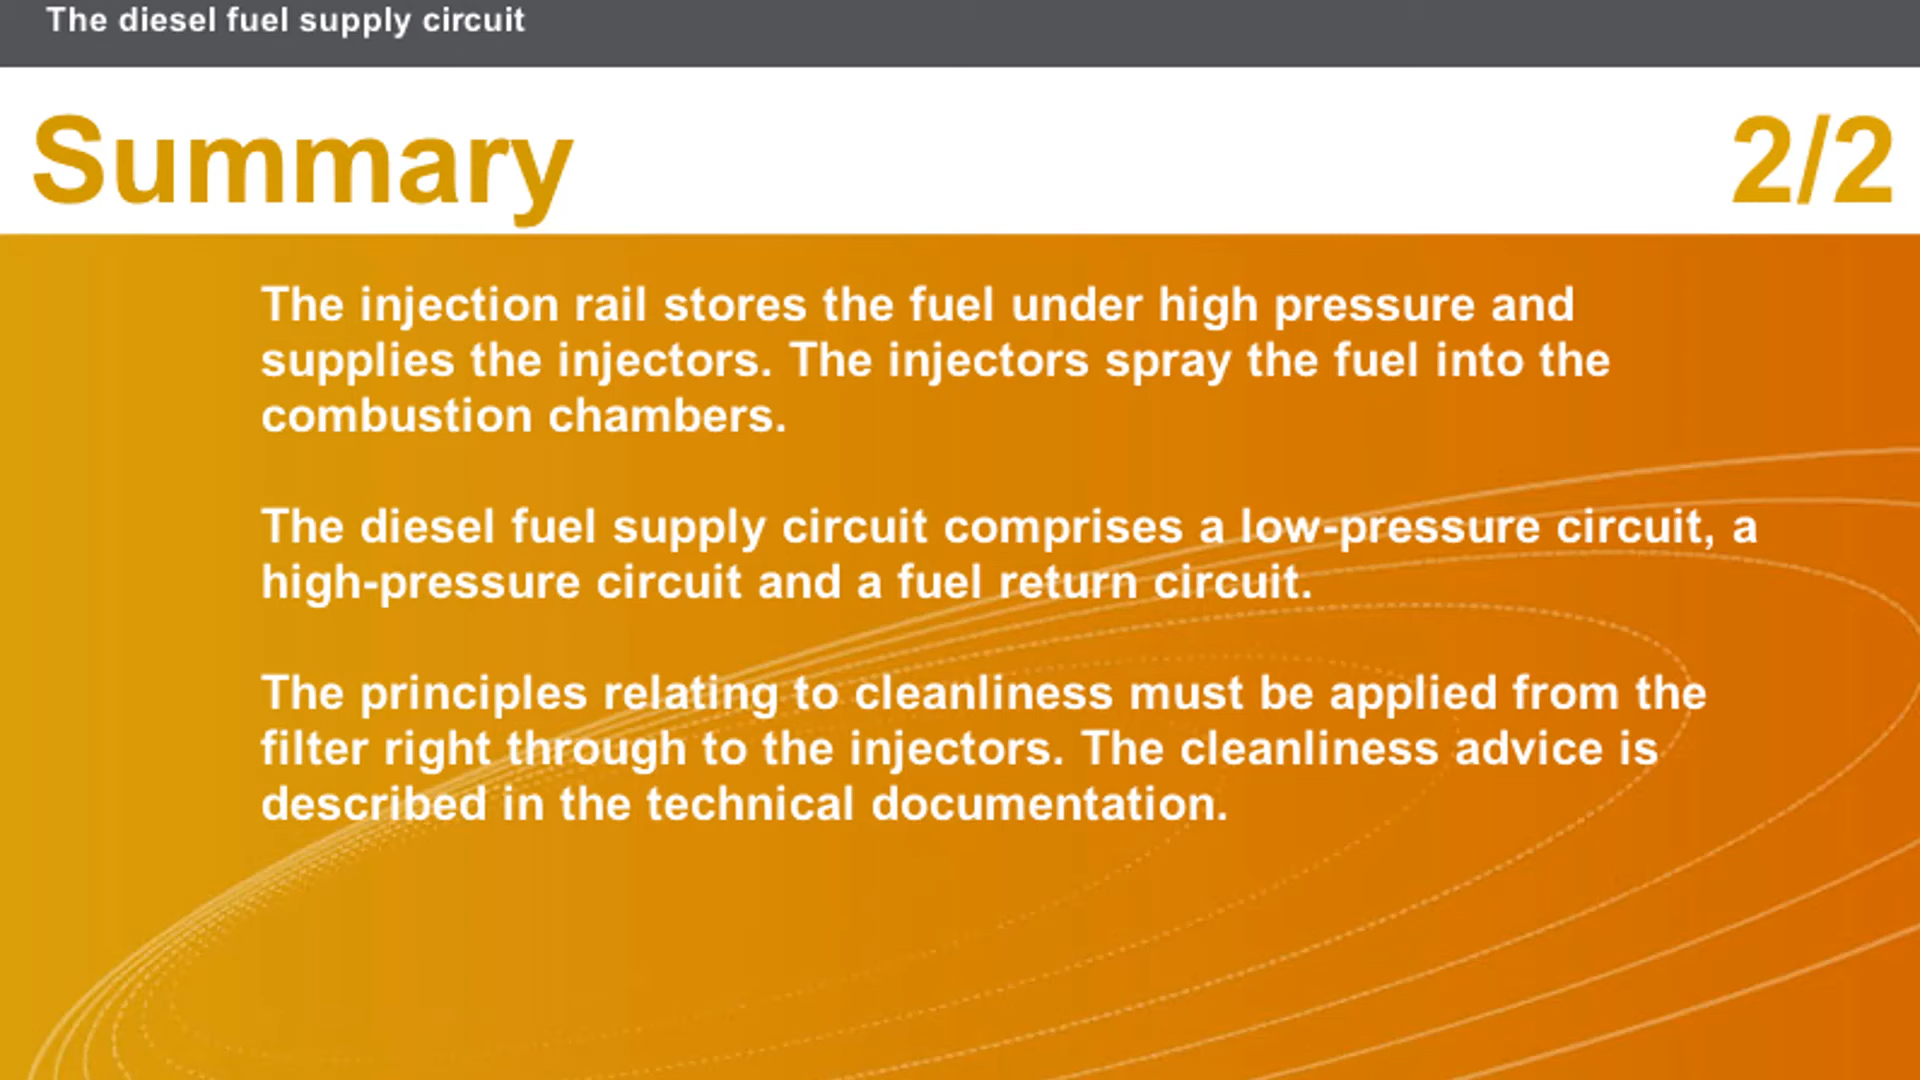 The diesel fuel supply circuit
Summary
2/2
The injection rail stores the fuel under high pressure and
supplies the injectors. The injectors spray the fuel into the
combustion chambers.
The diesel fuel supply circuit comprises a low-pressure circuit, a
high-pressure circuit and a fuel return circuit.
The principles relating to cleanliness must be applied from the
filter right through to the injectors. The cleanliness advice is
described in the technical documentation.